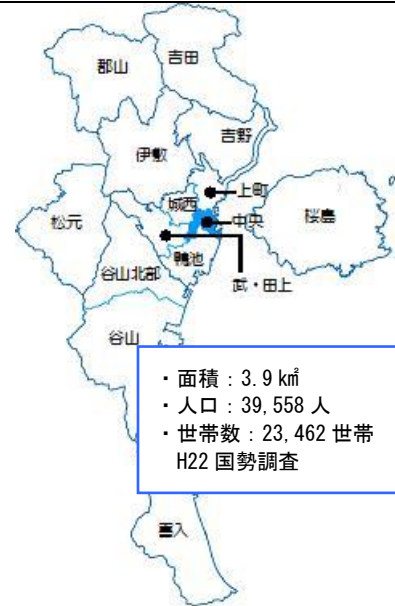 吉田
郡山
吉野
伊敷
上町
城西
中央
桜島
松元
鴨池
谷山北部
武・田上
谷山
・面積：3.9 ㎢
・人口：39,558 人
・世帯数：23,462 世帯
H22 国勢調査
喜入